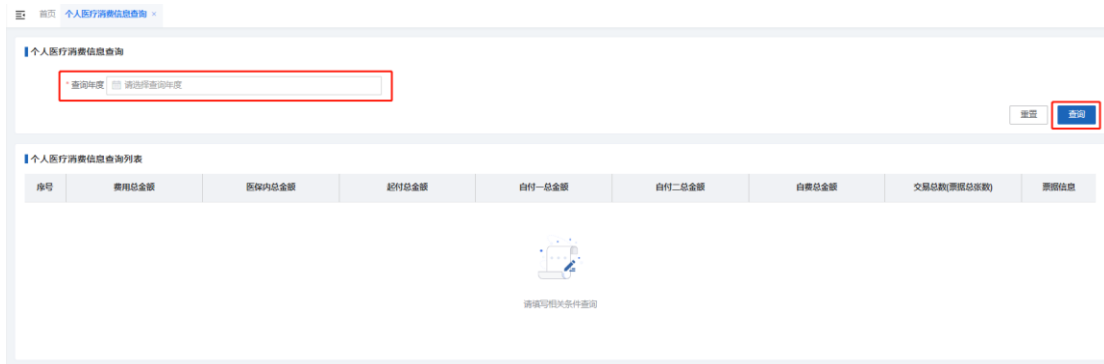 首页 个人医疗消费信息查询 ×
个人医疗消费信息查询
* 查询年度 请选择查询年度
重置 查询
个人医疗消费信息查询列表
序号 费用总金额 医保内总金额 起付总金额 自付一总金额 自付二总金额 自费总金额 交易总数(票据总张数) 票据信息
请填写相关条件查询